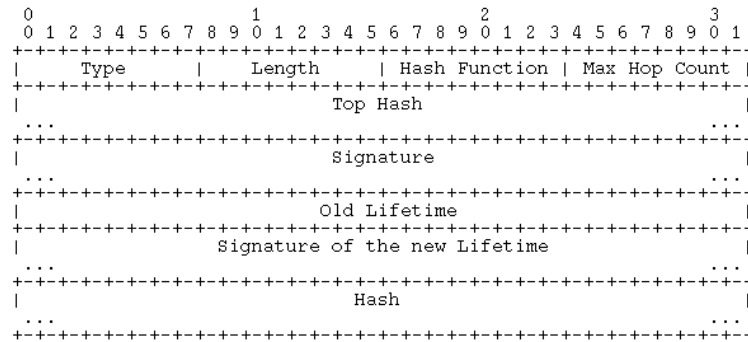 0                   1                   2                   3
 0 1 2 3 4 5 6 7 8 9 0 1 2 3 4 5 6 7 8 9 0 1 2 3 4 5 6 7 8 9 0 1
+-+-+-+-+-+-+-+-+-+-+-+-+-+-+-+-+-+-+-+-+-+-+-+-+-+-+-+-+-+-+-+-
|     Type      |    Length     | Hash Function | Max Hop Count |
+-+-+-+-+-+-+-+-+-+-+-+-+-+-+-+-+-+-+-+-+-+-+-+-+-+-+-+-+-+-+-+-
|                           Top Hash                            |
 ...                                                         ...
+-+-+-+-+-+-+-+-+-+-+-+-+-+-+-+-+-+-+-+-+-+-+-+-+-+-+-+-+-+-+-+-
|                           Signature                           |
 ...                                                         ...
+-+-+-+-+-+-+-+-+-+-+-+-+-+-+-+-+-+-+-+-+-+-+-+-+-+-+-+-+-+-+-+-
|                          Old Lifetime                         |
+-+-+-+-+-+-+-+-+-+-+-+-+-+-+-+-+-+-+-+-+-+-+-+-+-+-+-+-+-+-+-+-
|                 Signature of the new Lifetime                 |
 ...                                                         ...
+-+-+-+-+-+-+-+-+-+-+-+-+-+-+-+-+-+-+-+-+-+-+-+-+-+-+-+-+-+-+-+-
|                             Hash                              |
 ...                                                         ...
+-+-+-+-+-+-+-+-+-+-+-+-+-+-+-+-+-+-+-+-+-+-+-+-+-+-+-+-+-+-+-+-